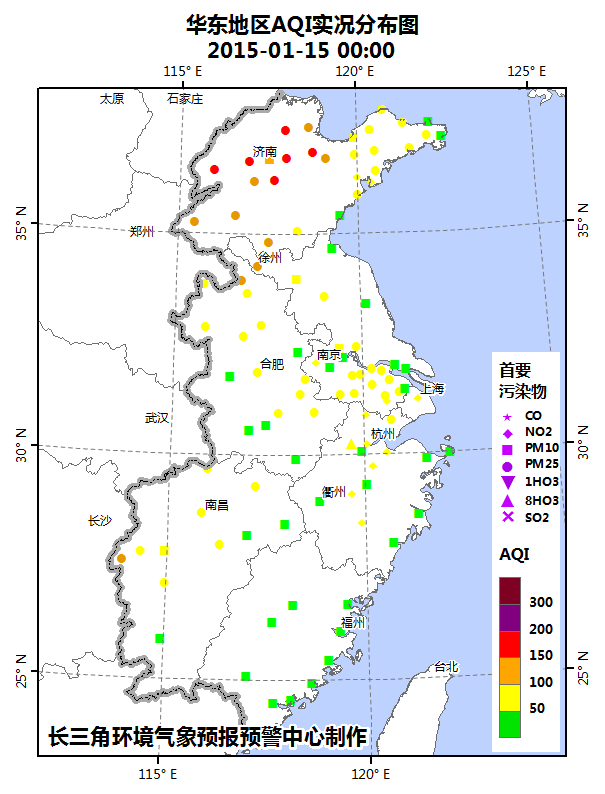 华东地区AQI实况分布图
2015-01-15 00:00
115° E
120° E
125° E
太原
石家庄
济南
35° N
35° N
郑州
徐州
南京
合肥
首要
污染物
上海
CO
武汉
杭州
NO2
30° N
30° N
PM10
PM25
1HO3
衢州
8HO3
南昌
SO2
长沙
AQI
300
200
福州
150
台北
100
25° N
25° N
50
长三角环境气象预报预警中心制作
115° E
120° E